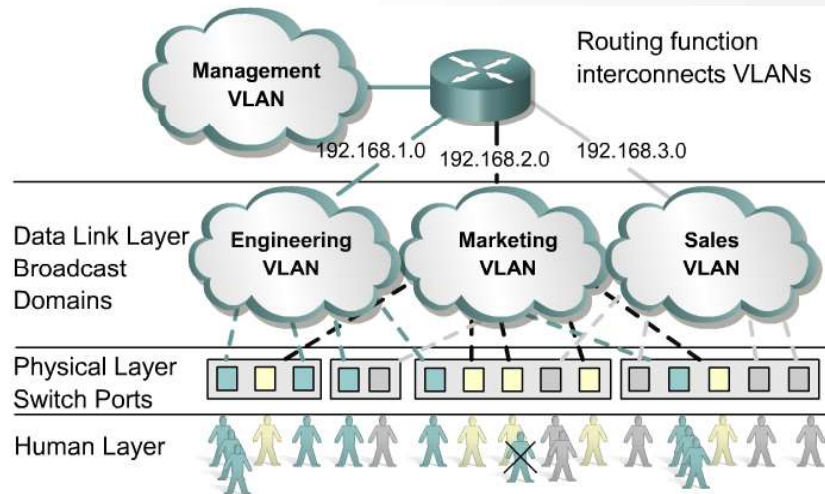 Management
VLAN
Routing function
interconnects VLANs
192.168.1.0
192.168.2.0
192.168.3.0
Data Link Layer
Broadcast
Domains
Engineering
VLAN
Marketing
VLAN
Sales
VLAN
Physical Layer
Switch Ports
Human Layer